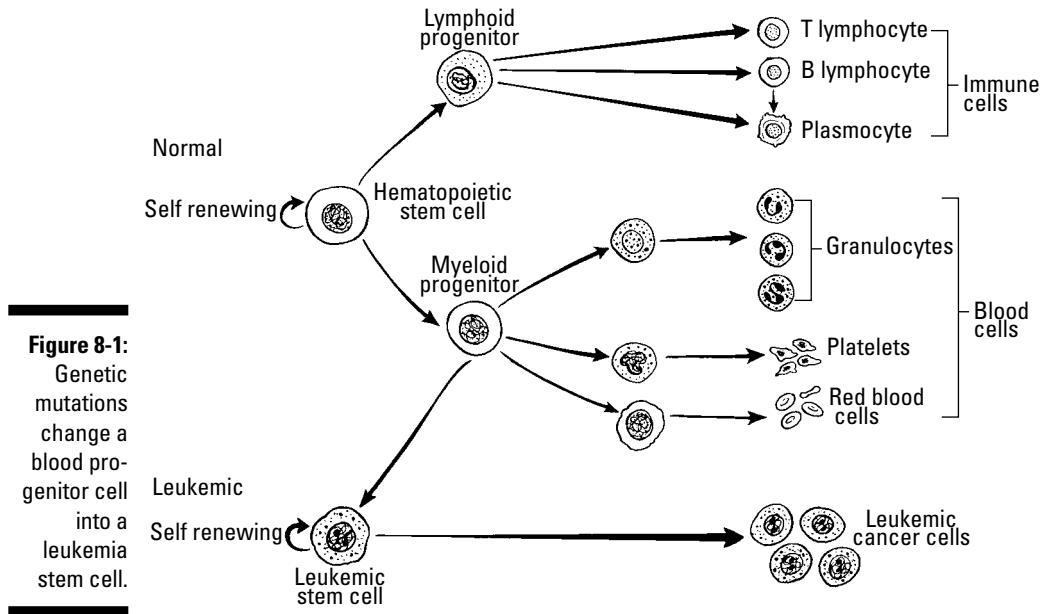 Lymphoid
progenitor
T lymphocyte
B lymphocyte
Plasmocyte
Immune
cells
Normal
Self renewing
Hematopoietic
stem cell
Myeloid
progenitor
Granulocytes
Platelets
Red blood
cells
Blood
cells
Figure 8-1:
Genetic
mutations
change a
blood pro-
genitor cell
into a
leukemia
stem cell.
Leukemic
Self renewing
Leukemic
stem cell
Leukemic
cancer cells